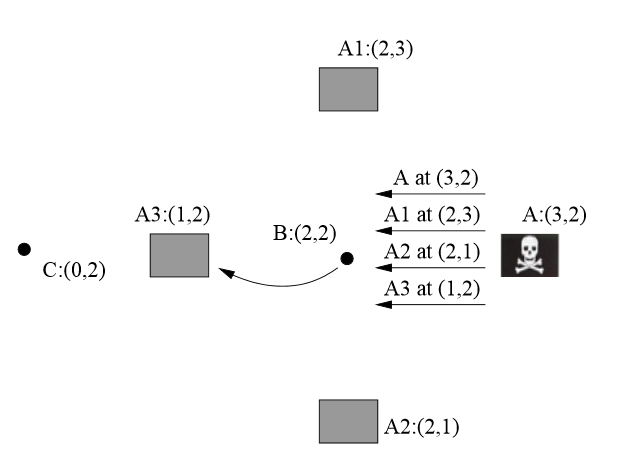 A1:(2,3)
A at (3,2)
A3:(1,2)
A1 at (2,3)
A:(3,2)
B:(2,2)
A2 at (2,1)
C:(0,2)
A3 at (1,2)
A2:(2,1)